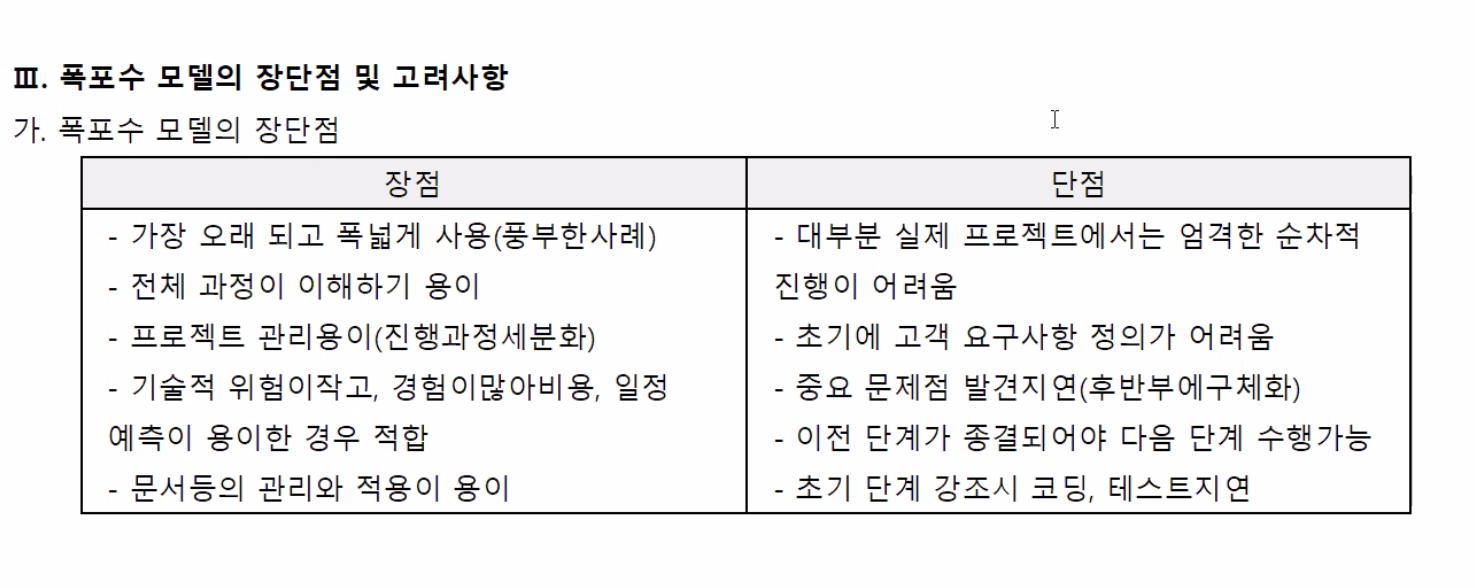 Ⅲ. 폭포수 모델의 장단점 및 고려사항
가. 폭포수 모델의 장단점
장점
- 가장 오래 되고 폭넓게 사용(풍부한사례)
- 전체 과정이 이해하기 용이
- 프로젝트 관리용이(진행과정세분화)
- 기술적 위험이작고, 경험이많아비용, 일정
예측이 용이한 경우 적합
- 문서등의 관리와 적용이 용이
단점
- 대부분 실제 프로젝트에서는 엄격한 순차적
진행이 어려움
- 초기에 고객 요구사항 정의가 어려움
- 중요 문제점 발견지연(후반부에구체화)
- 이전 단계가 종결되어야 다음 단계 수행가능
- 초기 단계 강조시 코딩, 테스트지연